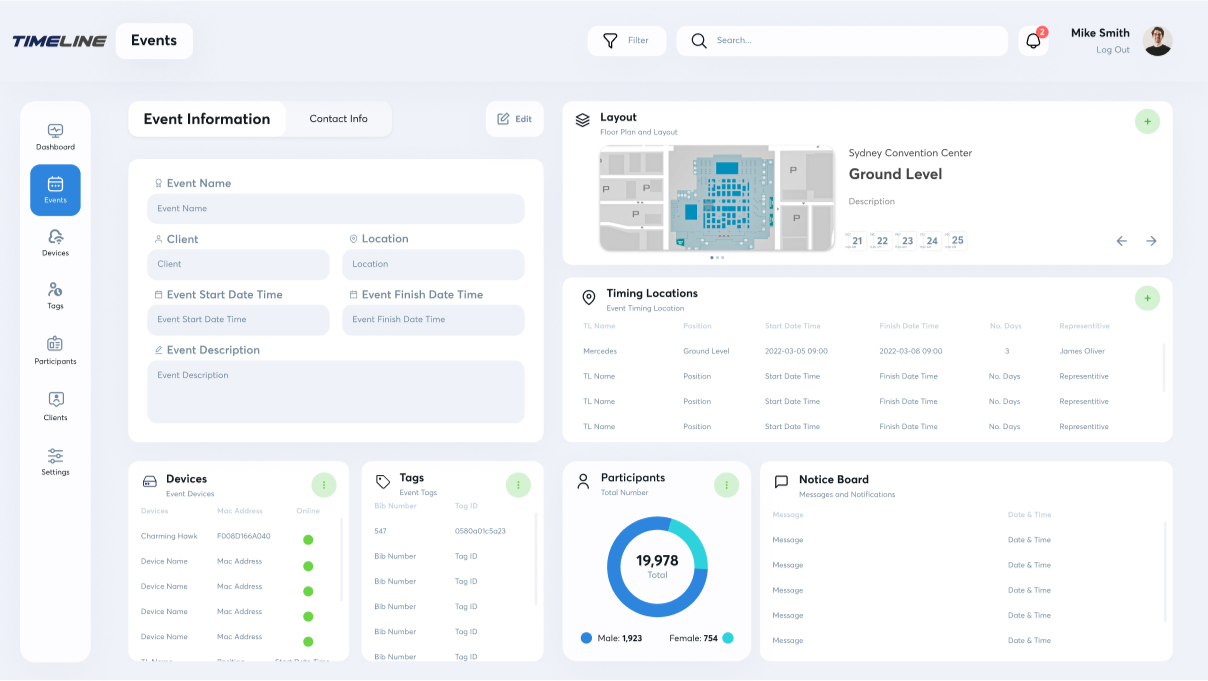 TIMELINE
Events
Filter
Search...
2
Mike Smith
Log Out
Dashboard
Events
Devices
Tags
Participants
Clients
Settings
Event Information
Contact Info
Edit
Event Name
Event Name
Client
Location
Client
Location
Event Start Date Time
Event Finish Date Time
Event Start Date Time
Event Finish Date Time
Event Description
Event Description
Layout
Floor Plan and Layout
+
P
P
P
P
P
Sydney Convention Center
Ground Level
Description
21 22 23 24 25
Timing Locations
Event Timing Location
+
TL Name Position Start Date Time Finish Date Time No. Days Representitive
Mercedes Ground Level 2022-03-05 09:00 2022-03-08 09:00 3 James Oliver
TL Name Position Start Date Time Finish Date Time No. Days Representitive
TL Name Position Start Date Time Finish Date Time No. Days Representitive
TL Name Position Start Date Time Finish Date Time No. Days Representitive
Devices
Event Devices
Devices Mac Address Online
Charming Hawk F008D166A040
Device Name Mac Address
Device Name Mac Address
Device Name Mac Address
Device Name Mac Address
TL Name Position Start Date Time
Tags
Event Tags
Bib Number Tag ID
547 0580a01c5a23
Bib Number Tag ID
Bib Number Tag ID
Bib Number Tag ID
Bib Number Tag ID
Bib Number Tag ID
Participants
Total Number
19,978
Total
Male: 1,923 Female: 754
Notice Board
Messages and Notifications
Message Date & Time
Message Date & Time
Message Date & Time
Message Date & Time
Message Date & Time
Message Date & Time